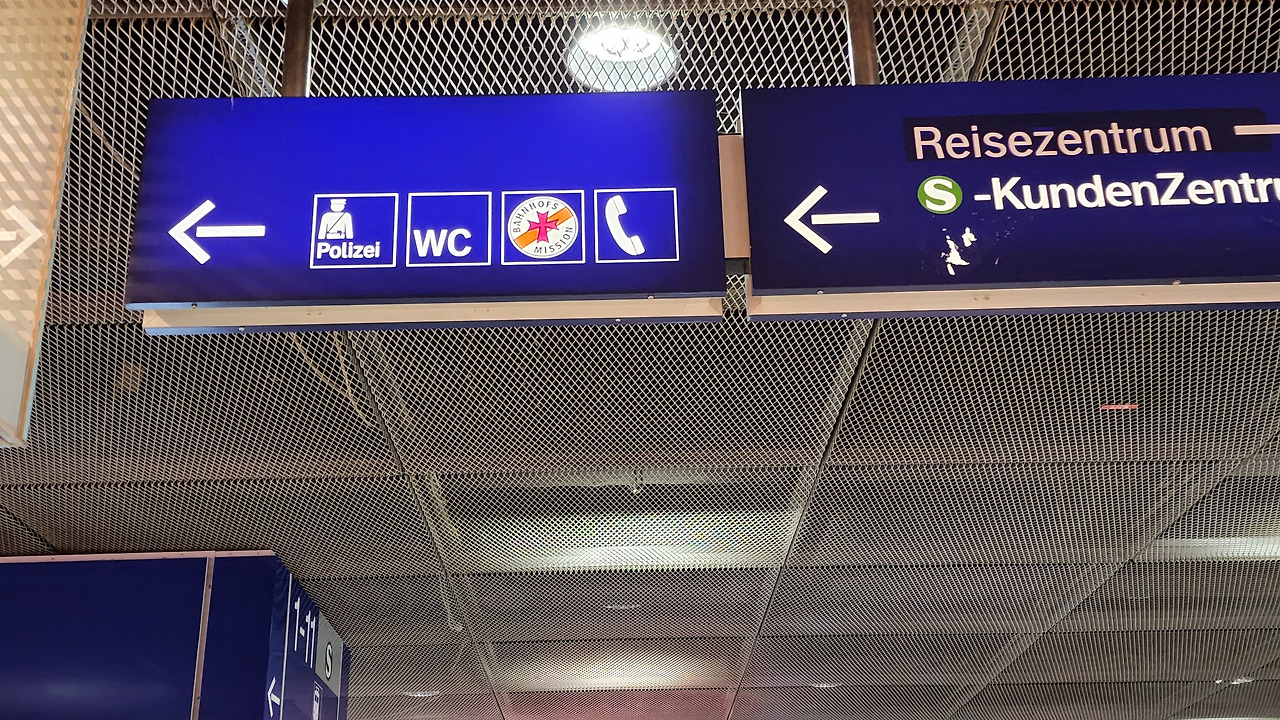 Polizei
WC
BAHNHOFS
MISSION
Reisezentrum
S -KundenZentru
1-11
S